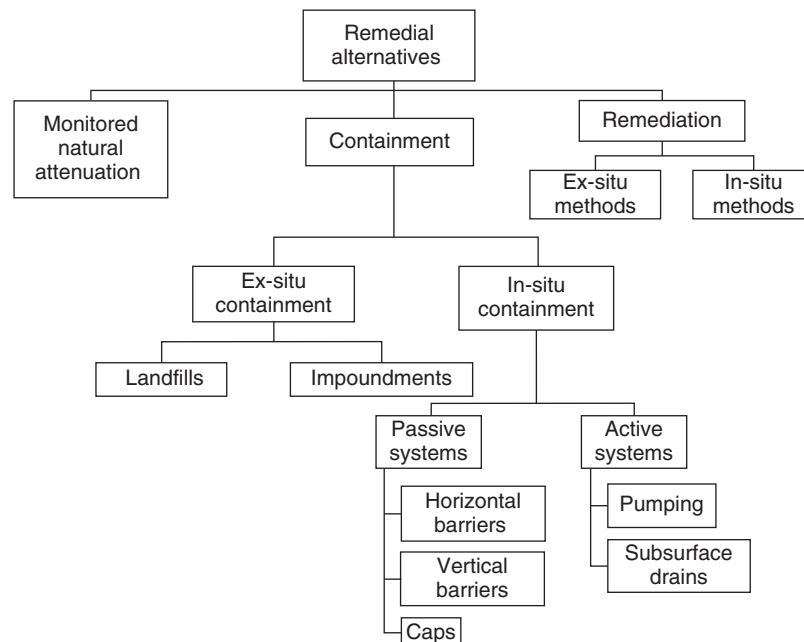 Remedial
alternatives
Monitored
natural
attenuation
Containment
Remediation
Ex-situ
methods
In-situ
methods
Ex-situ
containment
In-situ
containment
Landfills
Impoundments
Passive
systems
Active
systems
Horizontal
barriers
Vertical
barriers
Caps
Pumping
Subsurface
drains